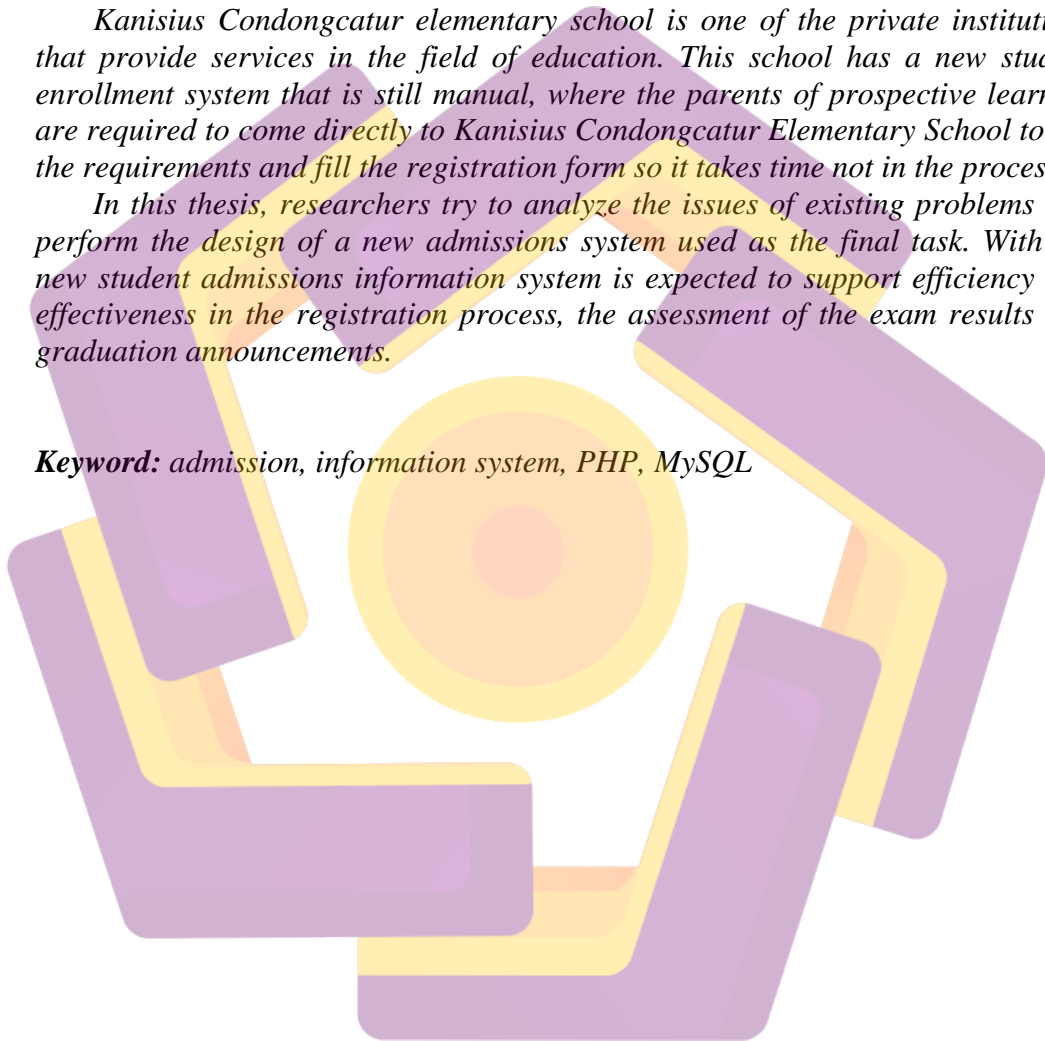 Kanisius Condongcatur elementary school is one of the private
that provide services in the field of education. This school has a new
enrollment system that is still manual, where the parents of prospective
are required to come directly to Kanisius Condongcatur Elementary School to
the requirements and fill the registration form so it takes time not in the
In this thesis, researchers try to analyze the issues of existing problems
perform the design of a new admissions system used as the final task. With
new student admissions information system is expected to support efficiency
effectiveness in the registration process, the assessment of the exam results
graduation announcements.
Keyword: admission, information system, PHP, MySQL